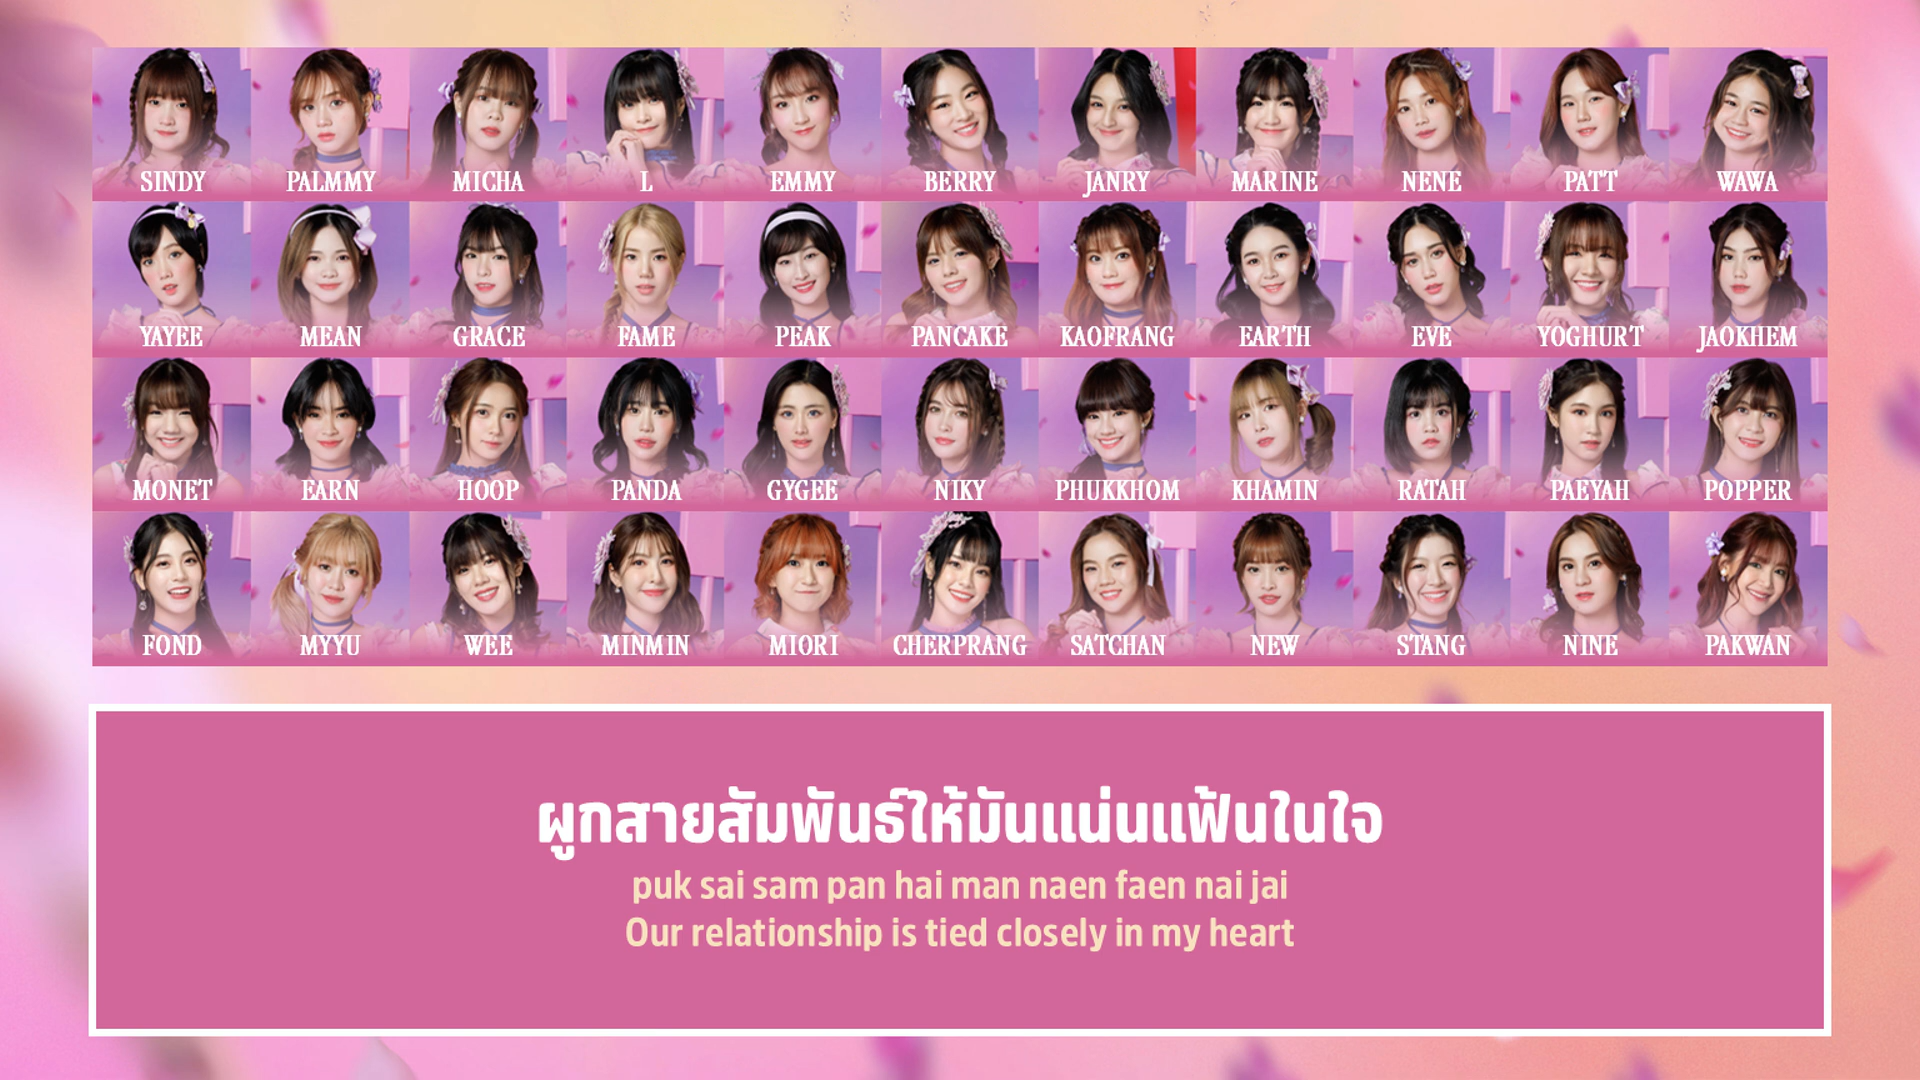 SINDY PALMMY MICHA L EMMY BERRY JANRY MARINE NENE PATT WAWA
YAYEE MEAN GRACE FAME PEAK PANCAKE KAOFRANG EARTH EVE YOGHURT JAOKHEM
MONET EARN HOOP PANDA GYGEE NIKY PHUKKHOM KHAMIN RATAH PAEYAH POPPER
FOND MYYU WEE MINMIN MIORI CHERPRANG SATCHAN NEW STANG NINE PAKWAN
ผูกสายสัมพันธ์ให้มันแน่นแฟ้นในใจ
puk sai sam pan hai man naen faen nai jai
Our relationship is tied closely in my heart